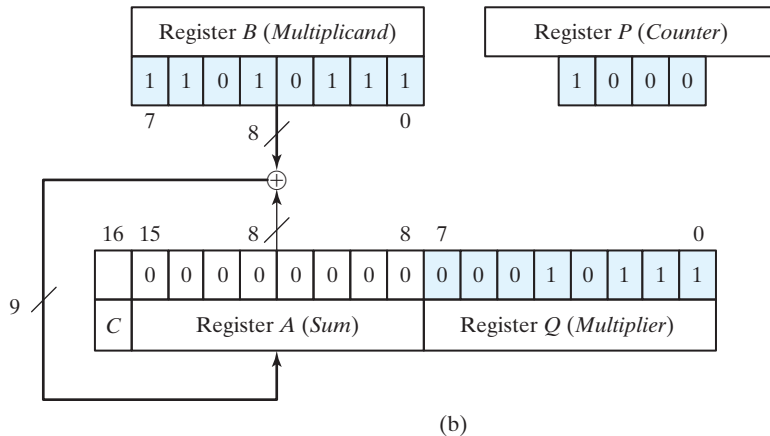 Register B (Multiplicand) Register P (Counter)
1 1 0 1 0 1 1 1 1 0 0 0
7 8 0
+
16 15 8 8 7 0
0 0 0 0 0 0 0 0 0 0 0 1 0 1 1 1
9
C Register A (Sum) Register Q (Multiplier)
(b)